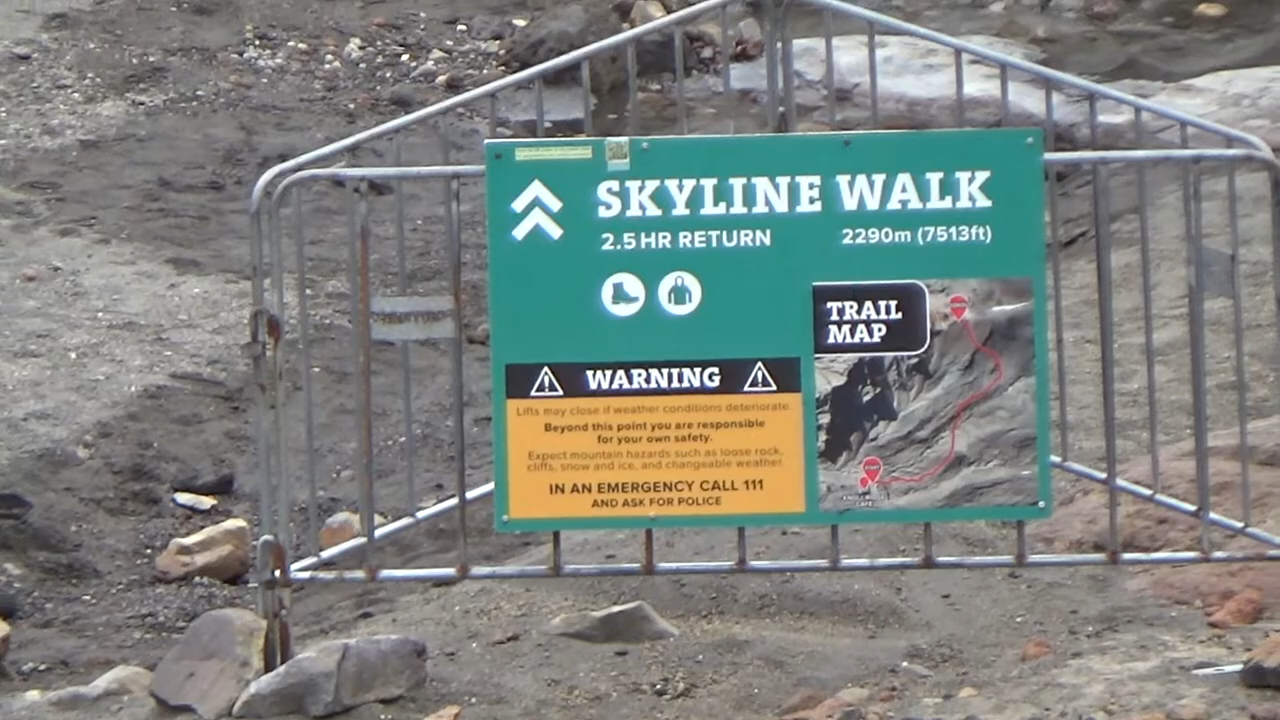 SKYLINE WALK
2.5 HR RETURN
2290m (7513ft)
TRAIL
MAP
WARNING
Lifts may close if weather conditions deteriorate.
Beyond this point you are responsible
for your own safety.
Expect mountain hazards such as loose rock,
cliffs, snow and ice, and changeable weather.
IN AN EMERGENCY CALL 111
AND ASK FOR POLICE
START
CAFE